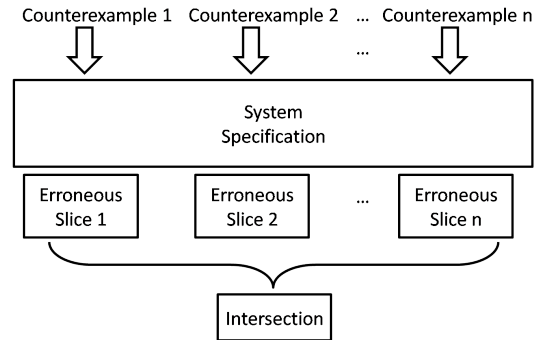 Counterexample 1 Counterexample 2 ... Counterexample n
...
System
Specification
Erroneous
Slice 1
Erroneous
Slice 2
...
Erroneous
Slice n
Intersection